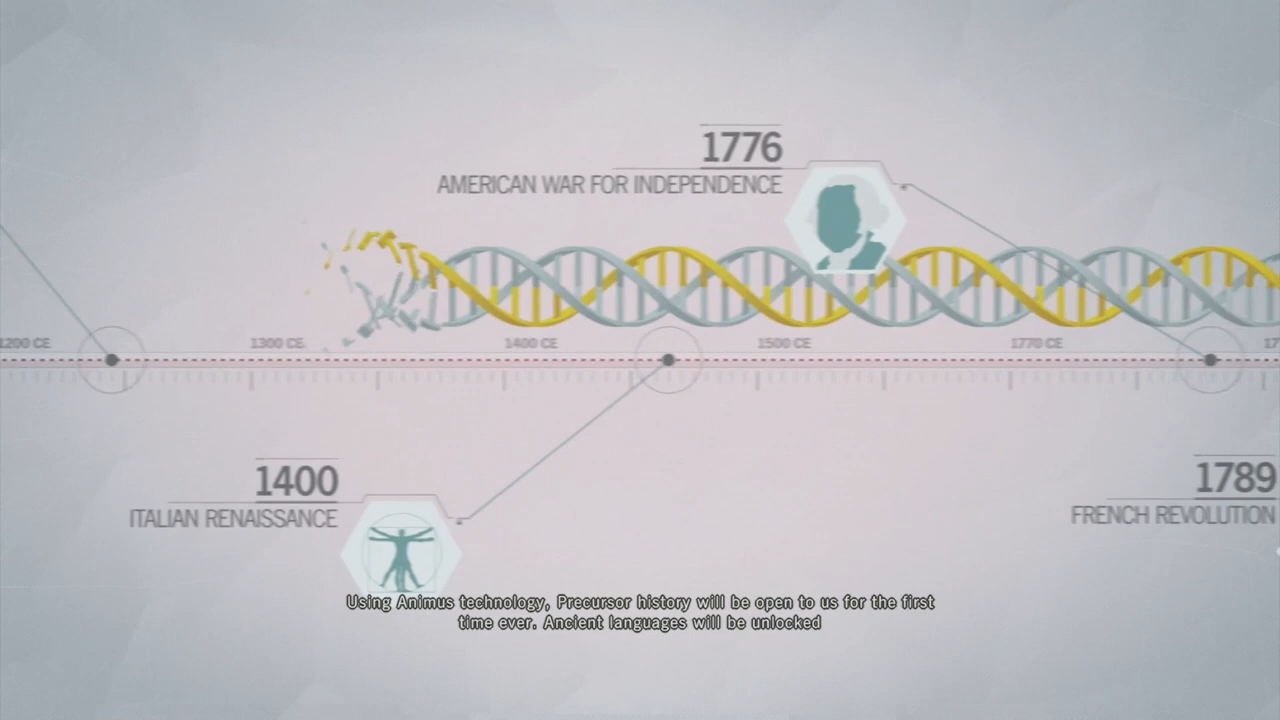 1776
AMERICAN WAR FOR INDEPENDENCE
1200 CE
1300 CE
1400 CE
1500 CE
1770 CE
17
1400
ITALIAN RENAISSANCE
1789
FRENCH REVOLUTION
Using Animus technology, Precursor history will be open to us for the first
time ever. Ancient languages will be unlocked